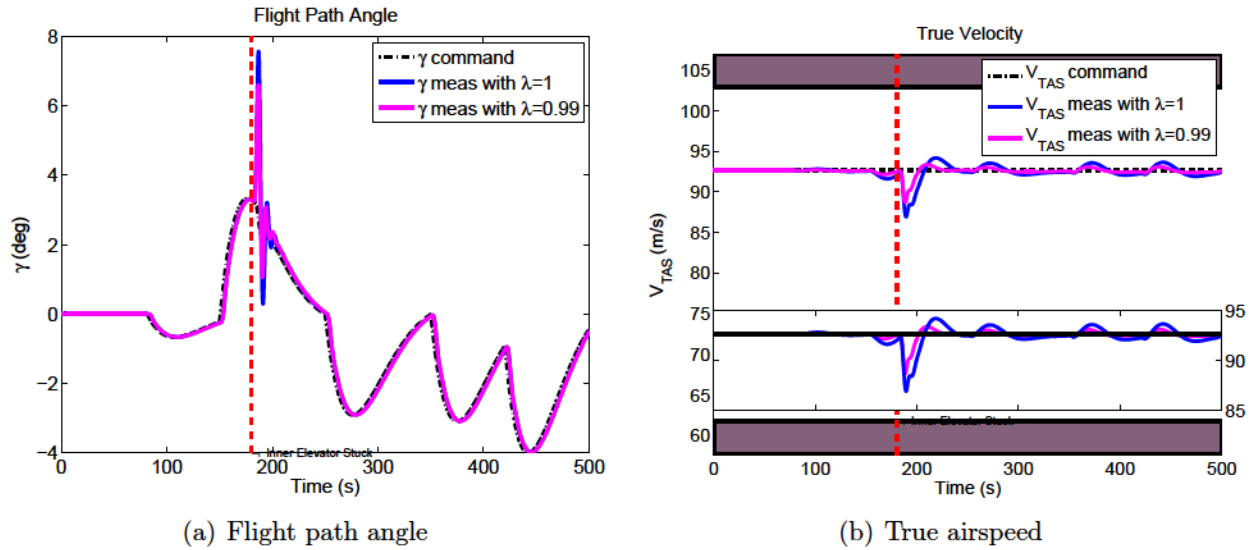 Flight Path Angle
8
6
4
2
0
−2
−4
γ (deg)
γ command
γ meas with λ=1
γ meas with λ=0.99
Inner Elevator Stuck
0 100 200 300 400 500
Time (s)
(a) Flight path angle
True Velocity
105
100
95
90
85
80
75
70
65
60
V_TAS (m/s)
V_TAS command
V_TAS meas with λ=1
V_TAS meas with λ=0.99
95
90
85
Inner Elevator Stuck
0 100 200 300 400 500
Time (s)
(b) True airspeed